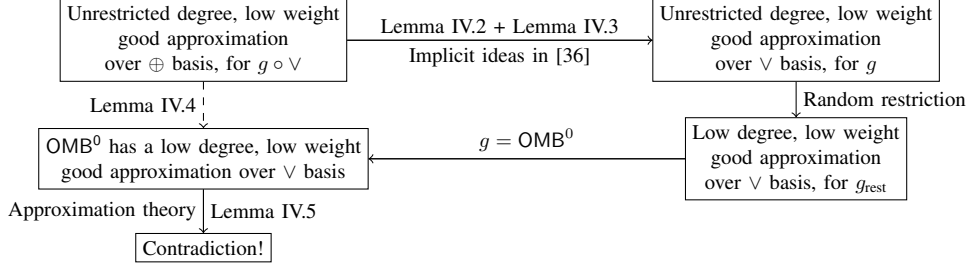 Unrestricted degree, low weight
good approximation
over ⊕ basis, for g ∘ ∨
Lemma IV.2 + Lemma IV.3
Implicit ideas in [36]
Unrestricted degree, low weight
good approximation
over ∨ basis, for g
Lemma IV.4
Random restriction
OMB⁰ has a low degree, low weight
good approximation over ∨ basis
g = OMB⁰
Low degree, low weight
good approximation
over ∨ basis, for g_rest
Approximation theory
Lemma IV.5
Contradiction!